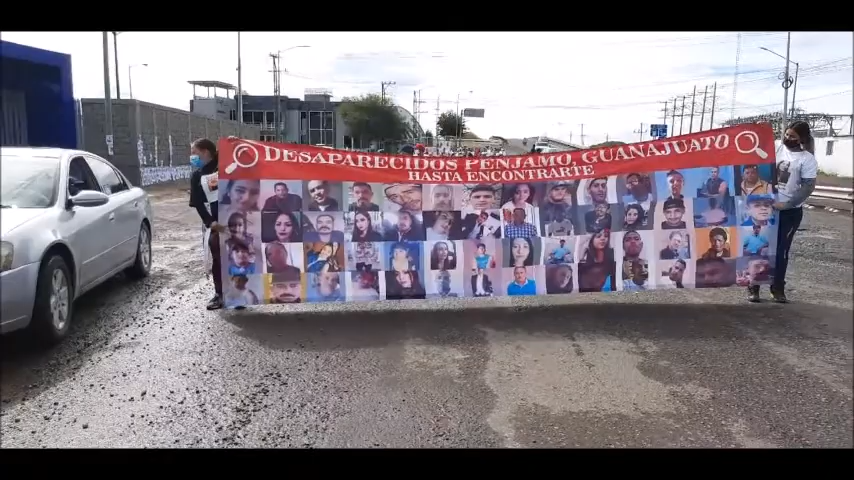 DESAPARECIDOS PENJAMO, GUANAJUATO
HASTA ENCONTRARTE